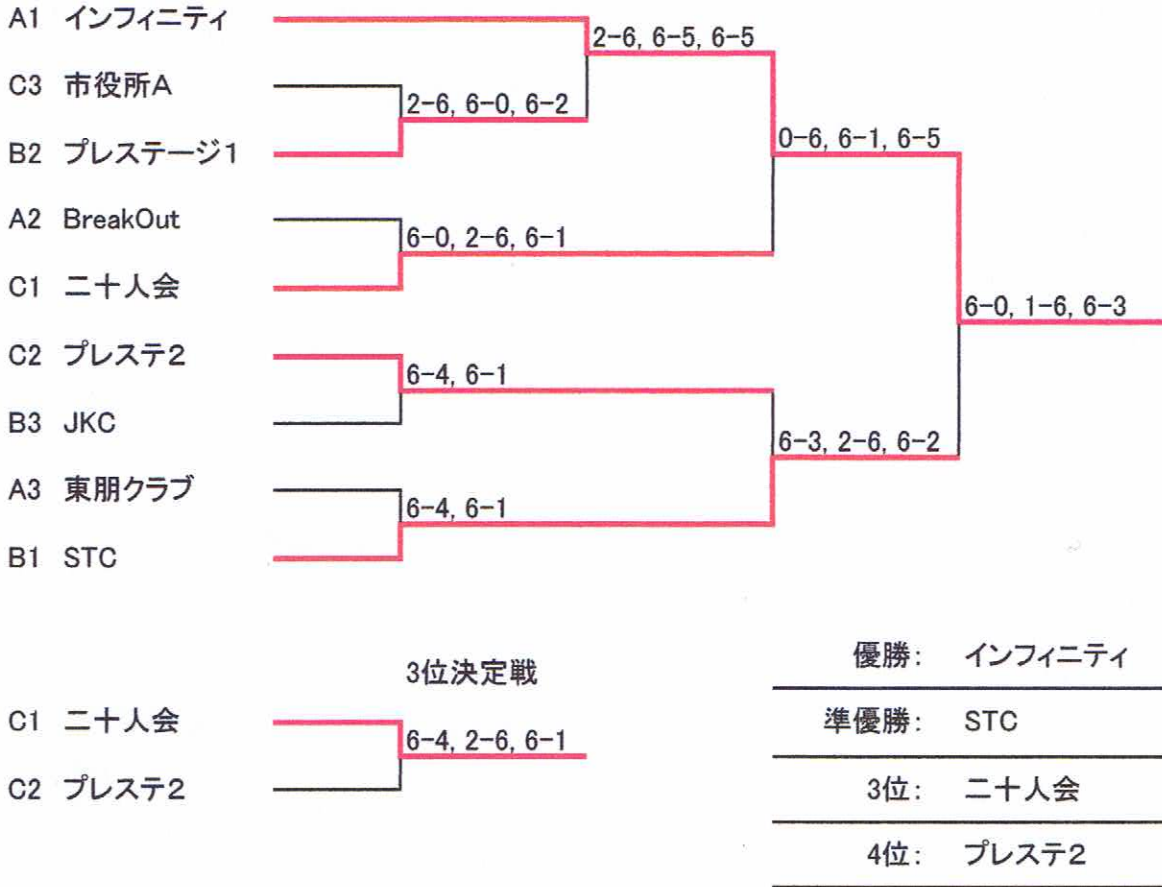 A1 インフィニティ
2-6, 6-5, 6-5
C3 市役所A
2-6, 6-0, 6-2
B2 プレステージ1
0-6, 6-1, 6-5
A2 BreakOut
6-0, 2-6, 6-1
C1 二十人会
6-0, 1-6, 6-3
C2 プレステ2
6-4, 6-1
B3 JKC
6-3, 2-6, 6-2
A3 東朋クラブ
6-4, 6-1
B1 STC
3位決定戦
C1 二十人会
6-4, 2-6, 6-1
C2 プレステ2
優勝: インフィニティ
準優勝: STC
3位: 二十人会
4位: プレステ2